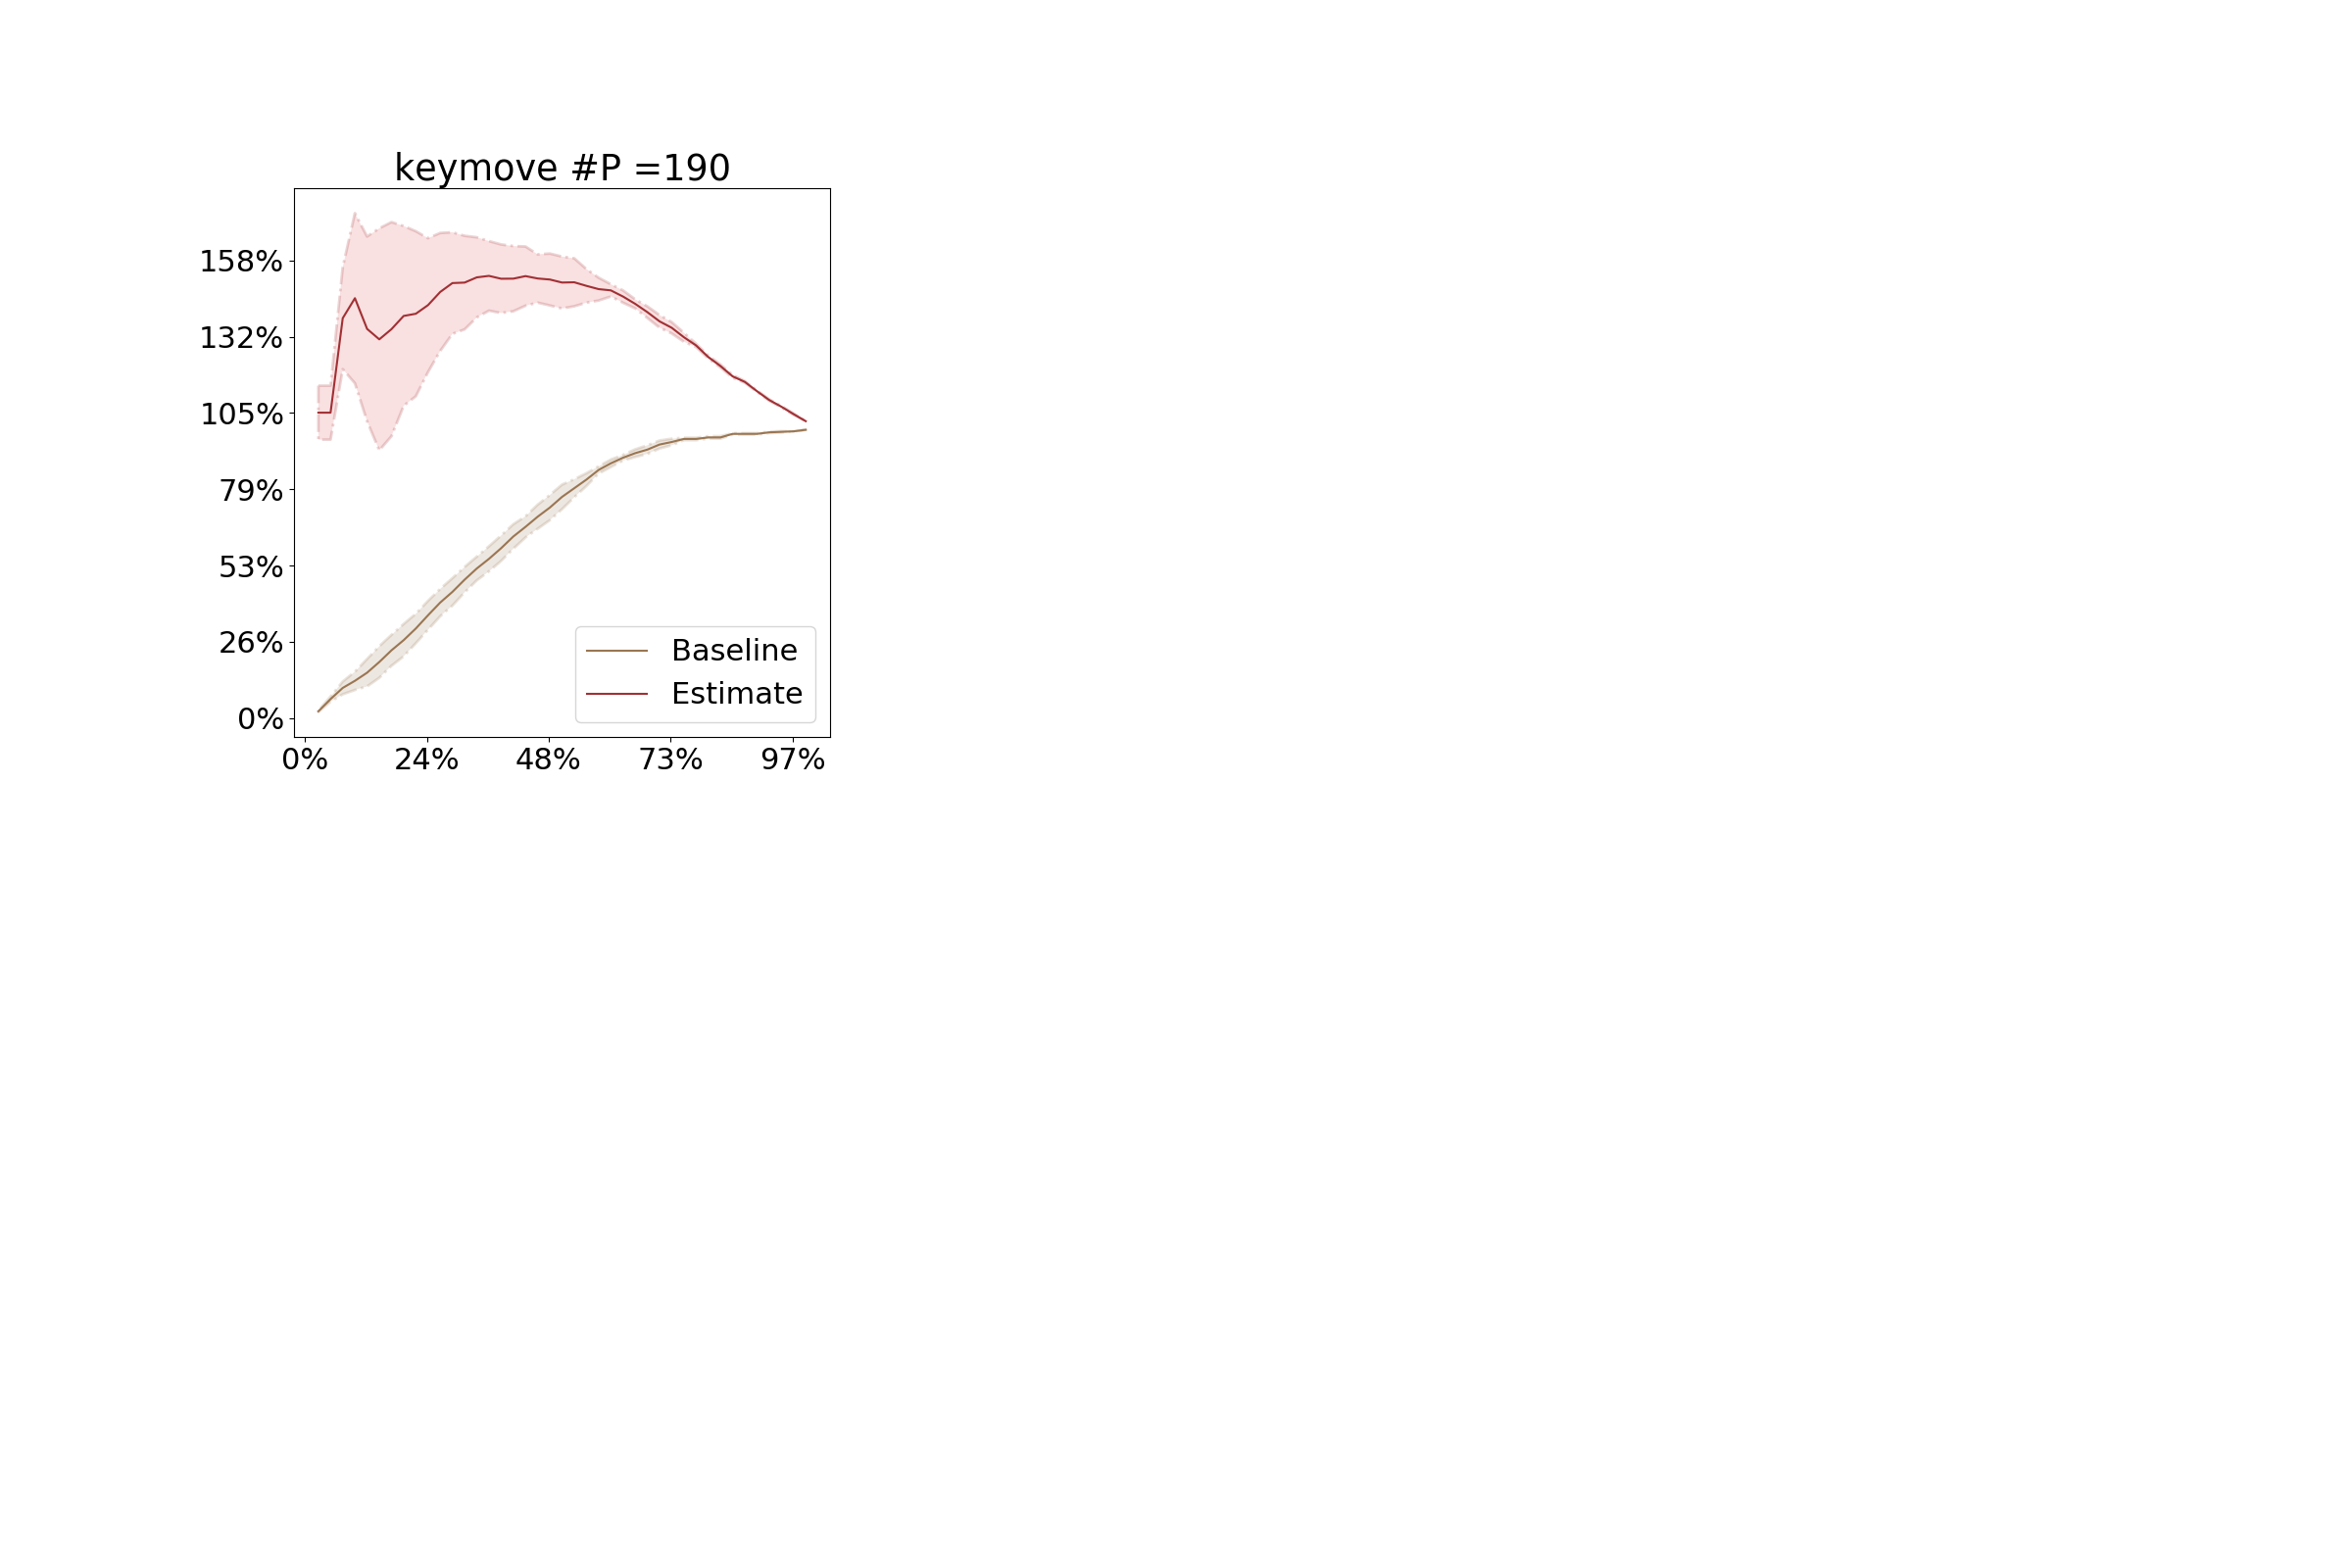 keymove #P =190
158%
132%
105%
79%
53%
26%
0%
Baseline
Estimate
0% 24% 48% 73% 97%